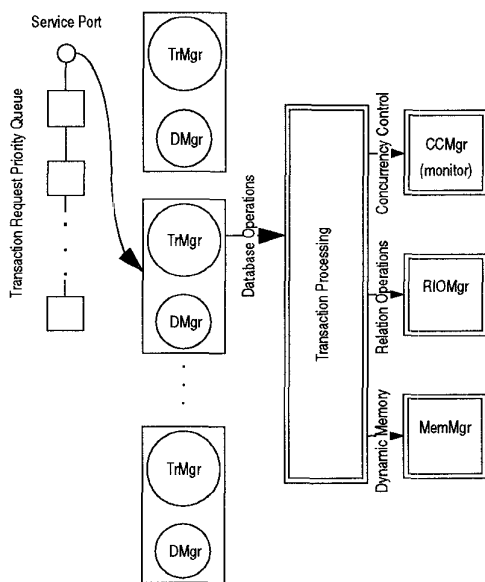 Service Port
Transaction Request Priority Queue
TrMgr
DMgr
TrMgr
DMgr
TrMgr
DMgr
Database Operations
Transaction Processing
Concurrency Control
Relation Operations
Dynamic Memory
CCMgr
(monitor)
RIOMgr
MemMgr